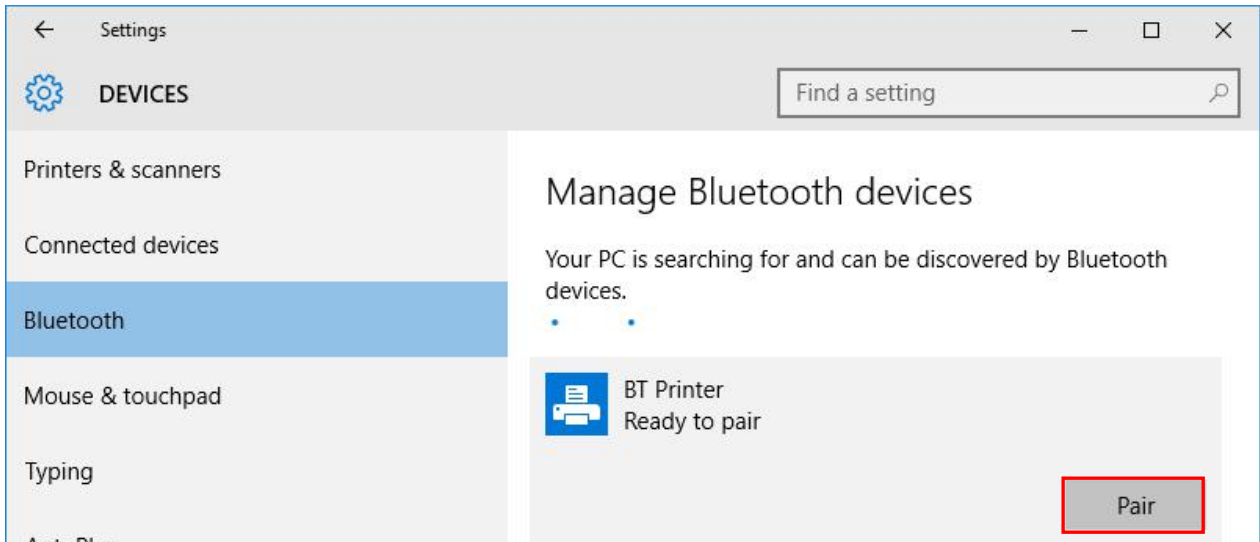 Settings
DEVICES
Find a setting
Printers & scanners
Connected devices
Bluetooth
Mouse & touchpad
Typing
Manage Bluetooth devices
Your PC is searching for and can be discovered by Bluetooth
devices.
BT Printer
Ready to pair
Pair